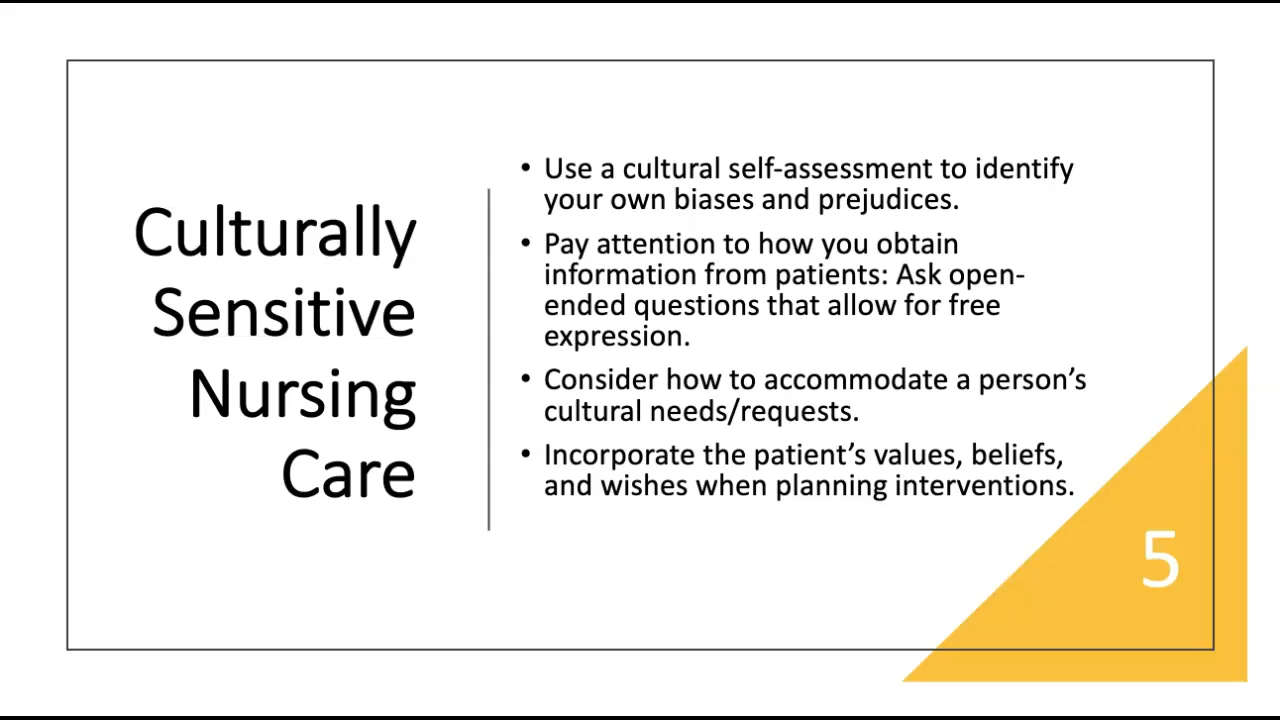 Culturally
Sensitive
Nursing
Care
• Use a cultural self-assessment to identify
your own biases and prejudices.
• Pay attention to how you obtain
information from patients: Ask open-
ended questions that allow for free
expression.
• Consider how to accommodate a person’s
cultural needs/requests.
• Incorporate the patient’s values, beliefs,
and wishes when planning interventions.
5